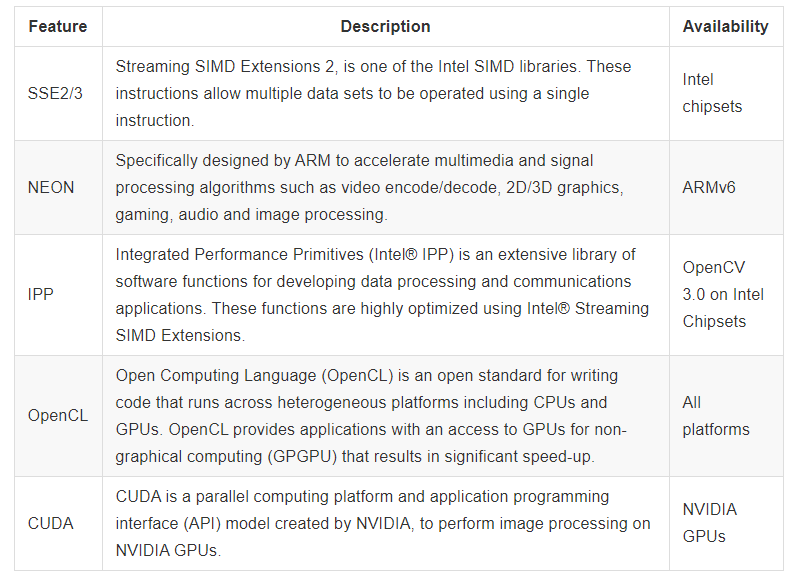 Feature Description Availability
SSE2/3
Streaming SIMD Extensions 2, is one of the Intel SIMD libraries. These
instructions allow multiple data sets to be operated using a single
instruction.
Intel
chipsets
NEON
Specifically designed by ARM to accelerate multimedia and signal
processing algorithms such as video encode/decode, 2D/3D graphics,
gaming, audio and image processing.
ARMv6
IPP
Integrated Performance Primitives (Intel® IPP) is an extensive library of
software functions for developing data processing and communications
applications. These functions are highly optimized using Intel® Streaming
SIMD Extensions.
OpenCV
3.0 on Intel
Chipsets
OpenCL
Open Computing Language (OpenCL) is an open standard for writing
code that runs across heterogeneous platforms including CPUs and
GPUs. OpenCL provides applications with an access to GPUs for non-
graphical computing (GPGPU) that results in significant speed-up.
All
platforms
CUDA
CUDA is a parallel computing platform and application programming
interface (API) model created by NVIDIA, to perform image processing on
NVIDIA GPUs.
NVIDIA
GPUs